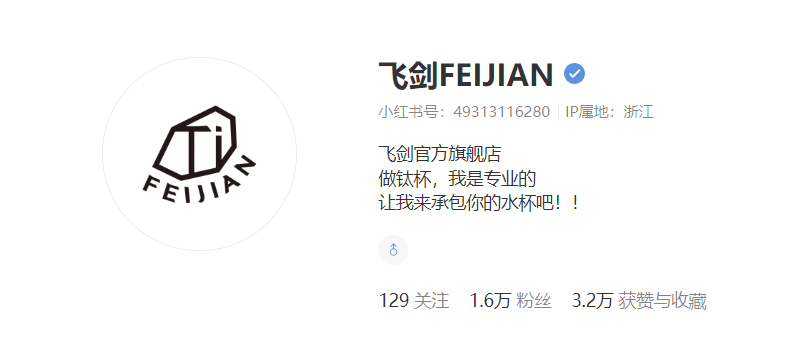 Ti
FEIJIAN
飞剑FEIJIAN
小红书号：49313116280 IP属地：浙江
飞剑官方旗舰店
做钛杯，我是专业的
让我来承包你的水杯吧！！
129 关注 1.6万 粉丝 3.2万 获赞与收藏